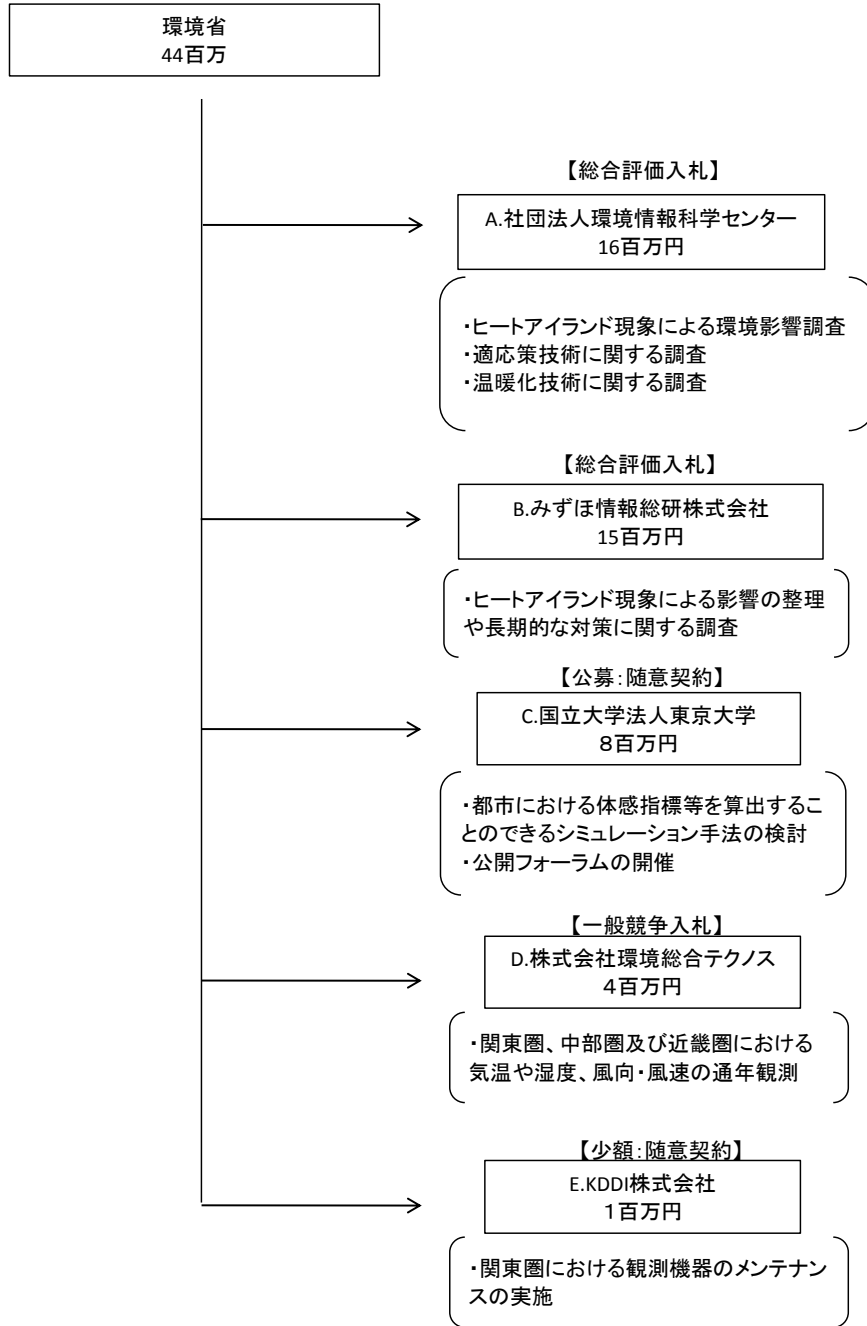 環境省
44百万
【総合評価入札】
A.社団法人環境情報科学センター
16百万円
・ヒートアイランド現象による環境影響調査
・適応策技術に関する調査
・温暖化技術に関する調査
【総合評価入札】
B.みずほ情報総研株式会社
15百万円
・ヒートアイランド現象による影響の整理
や長期的な対策に関する調査
【公募:随意契約】
C.国立大学法人東京大学
８百万円
・都市における体感指標等を算出するこ
とのできるシミュレーション手法の検討
・公開フォーラムの開催
【一般競争入札】
D.株式会社環境総合テクノス
４百万円
・関東圏、中部圏及び近畿圏における
気温や湿度、風向・風速の通年観測
【少額:随意契約】
E.KDDI株式会社
１百万円
・関東圏における観測機器のメンテナン
スの実施